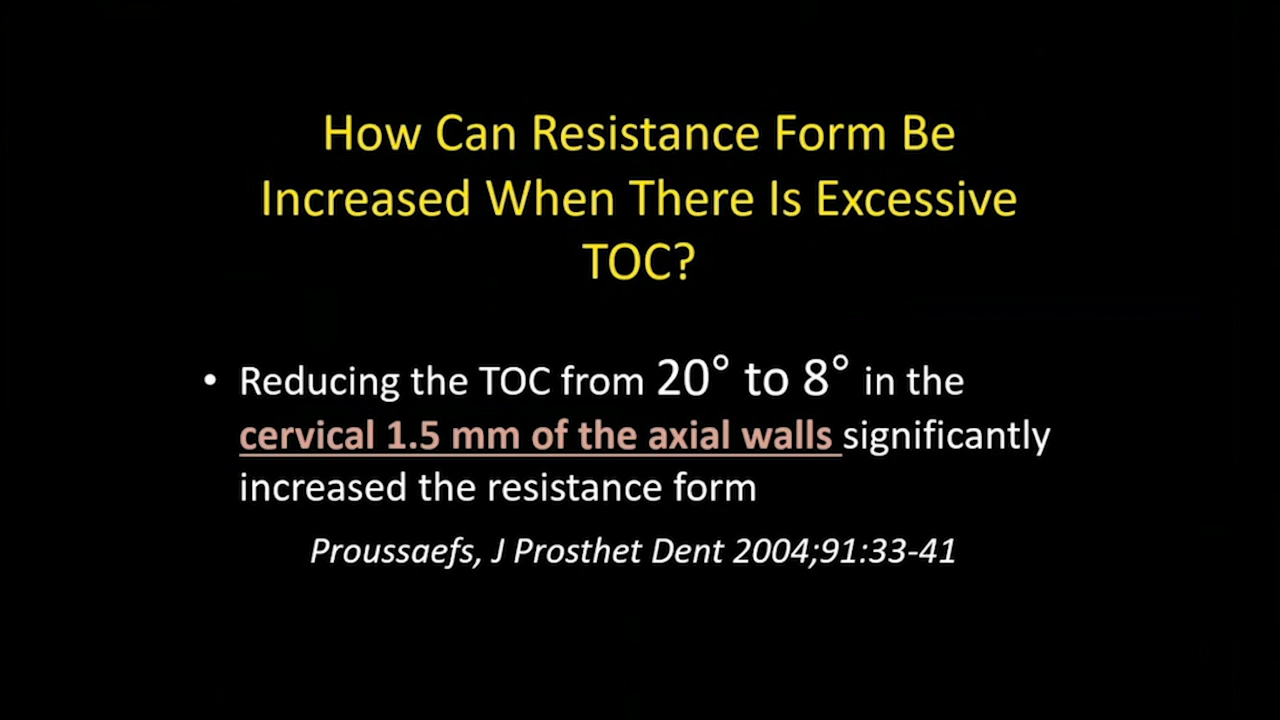 How Can Resistance Form Be
Increased When There Is Excessive
TOC?
• Reducing the TOC from 20° to 8° in the
cervical 1.5 mm of the axial walls significantly
increased the resistance form
Proussaefs, J Prosthet Dent 2004;91:33-41